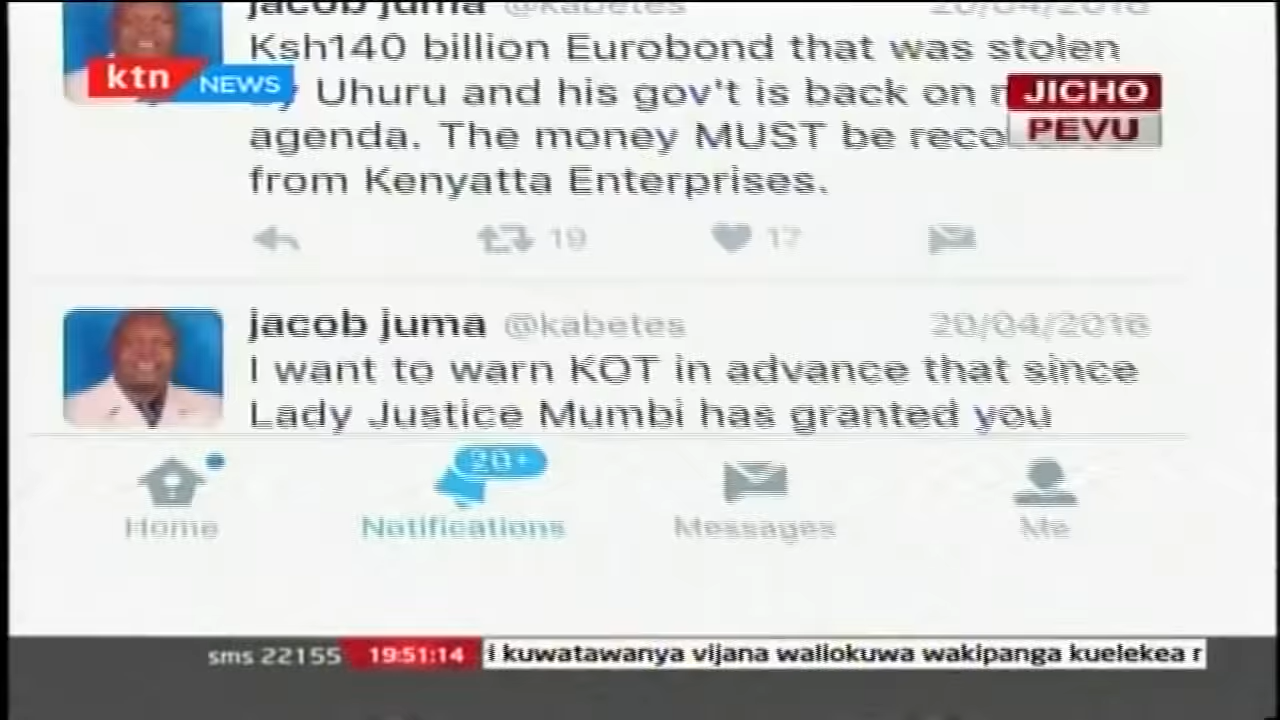 jacob juma @kabetes 20/04/2016
Ksh140 billion Eurobond that was stolen
Uhuru and his gov't is back on
agenda. The money MUST be
from Kenyatta Enterprises.
19 17
ktn NEWS
JICHO
PEVU
jacob juma @kabetes 20/04/2016
I want to warn KOT in advance that since
Lady Justice Mumbi has granted you
20+
Home Notifications Messages Me
sms 22155 19:51:14 i kuwatawanya vijana waliokuwa wakipanga kuelekea